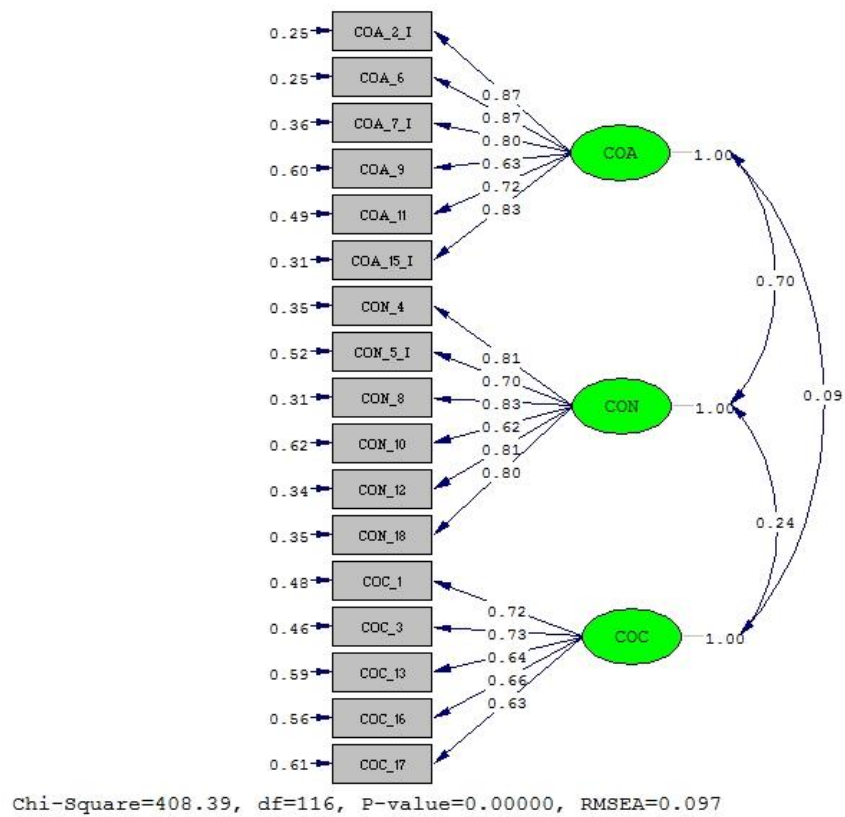 0.25 COA_2_I
0.25 COA_6
0.87
0.36 COA_7_I
0.87
0.80
COA 1.00
0.60 COA_9
0.63
0.72
0.49 COA_11
0.83
0.31 COA_15_I
0.70
0.35 CON_4
0.52 CON_5_I
0.81
0.70
0.31 CON_8
0.83
CON 1.00
0.09
0.62 CON_10
0.62
0.81
0.34 CON_12
0.80
0.24
0.35 CON_18
0.48 COC_1
0.72
0.46 COC_3
0.73
COC 1.00
0.59 COC_13
0.64
0.66
0.56 COC_16
0.63
0.61 COC_17
Chi-Square=408.39, df=116, P-value=0.00000, RMSEA=0.097